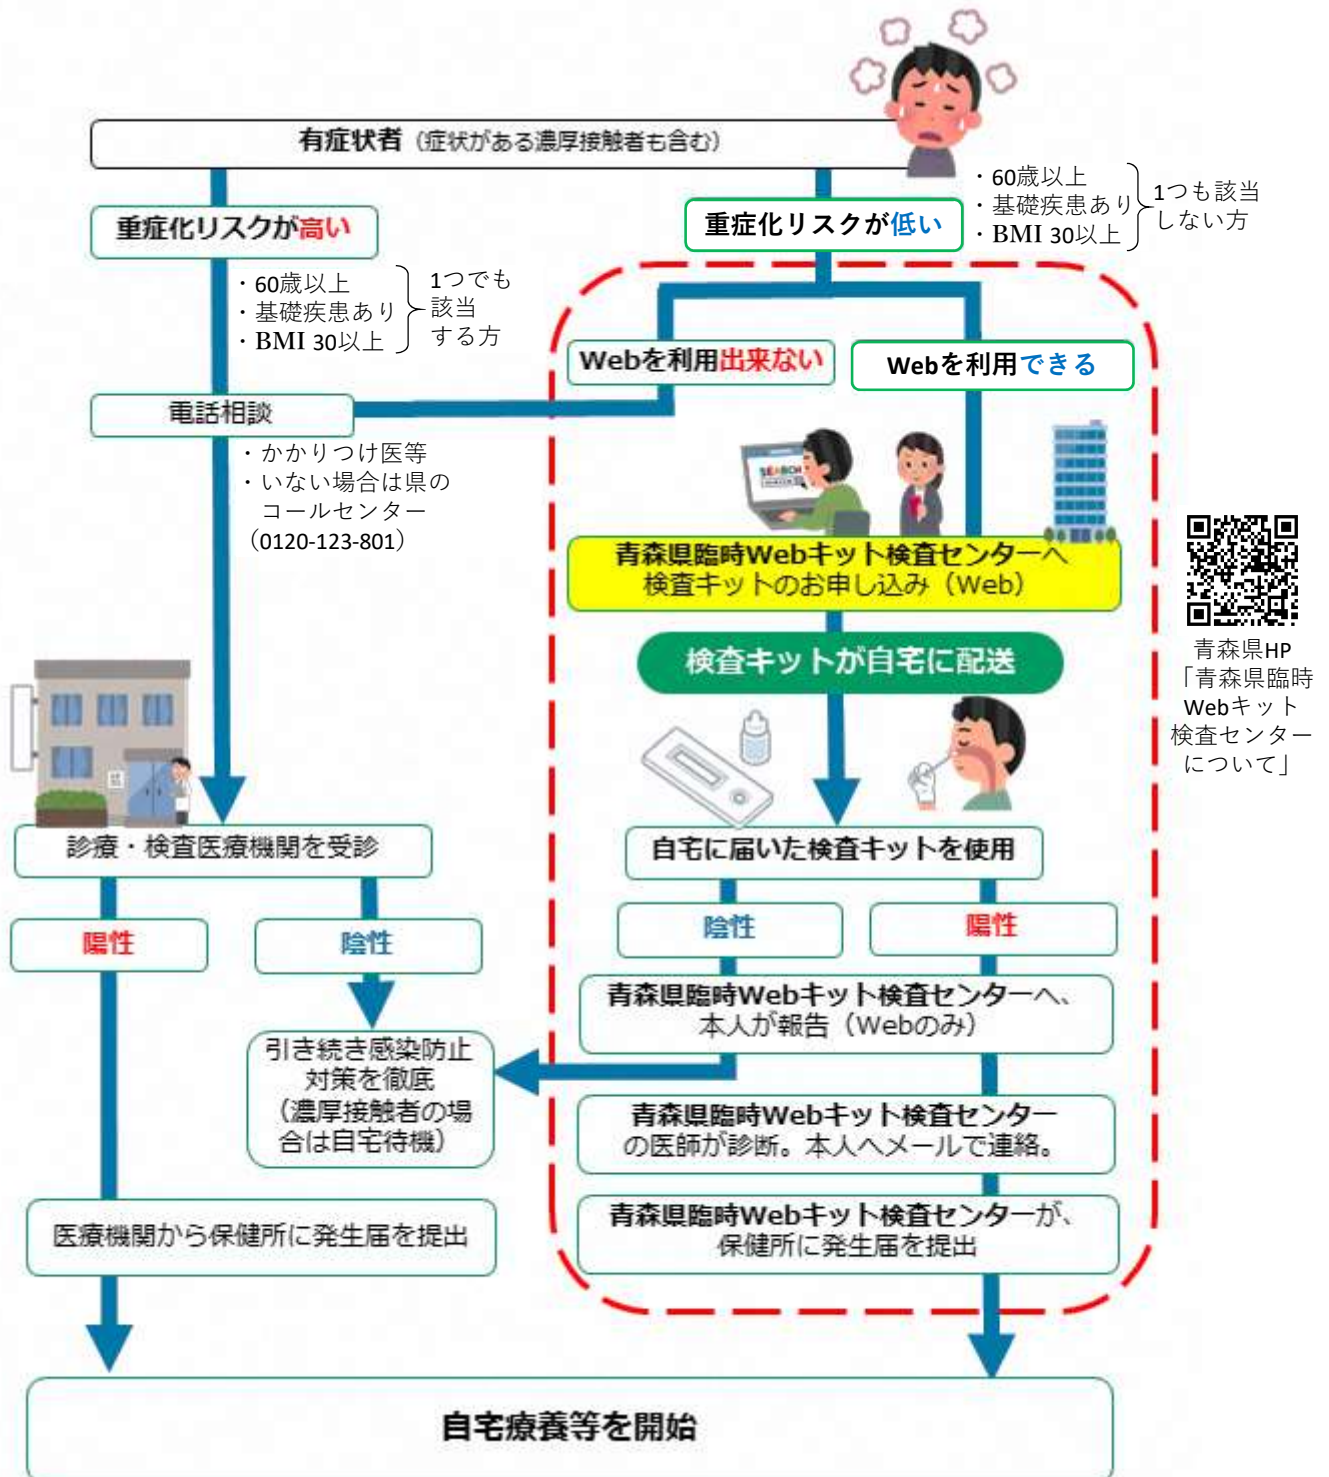 有症状者（症状がある濃厚接触者も含む）
重症化リスクが高い
・60歳以上
・基礎疾患あり
・BMI 30以上
1つでも
該当
する方
重症化リスクが低い
・60歳以上
・基礎疾患あり
・BMI 30以上
1つも該当
しない方
Webを利用出来ない
Webを利用できる
電話相談
・かかりつけ医等
・いない場合は県の
コールセンター
（0120-123-801）
SEARCH
青森県臨時Webキット検査センターへ
検査キットのお申し込み（Web）
検査キットが自宅に配送
青森県HP
「青森県臨時
Webキット
検査センター
について」
診療・検査医療機関を受診
自宅に届いた検査キットを使用
陽性
陰性
陰性
陽性
青森県臨時Webキット検査センターへ、
本人が報告（Webのみ）
引き続き感染防止
対策を徹底
（濃厚接触者の場
合は自宅待機）
青森県臨時Webキット検査センター
の医師が診断。本人へメールで連絡。
医療機関から保健所に発生届を提出
青森県臨時Webキット検査センターが、
保健所に発生届を提出
自宅療養等を開始